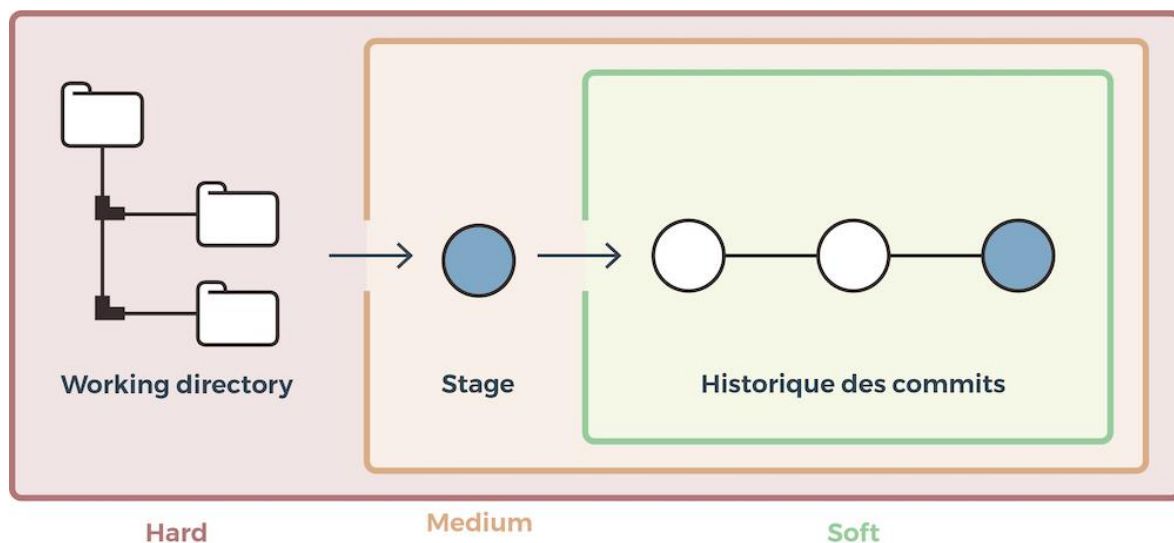 Working directory
Stage
Historique des commits
Hard
Medium
Soft